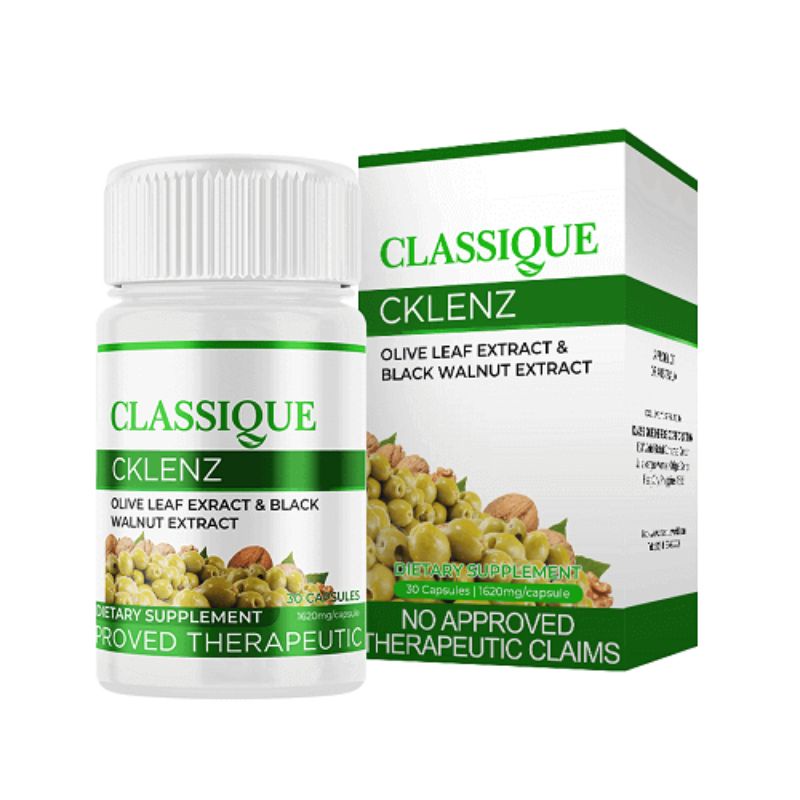 CLASSIQUE
CKLENZ
OLIVE LEAF EXRACT & BLACK
WALNUT EXTRACT
30 CAPSULES
DIETARY SUPPLEMENT
1620mg/capsule
PROVED THERAPEUTIC
CLASSIQUE
CKLENZ
OLIVE LEAF EXTRACT &
BLACK WALNUT EXTRACT
DIETARY SUPPLEMENT
30 Capsules | 1620mg/capsule
NO APPROVED
THERAPEUTIC CLAIMS